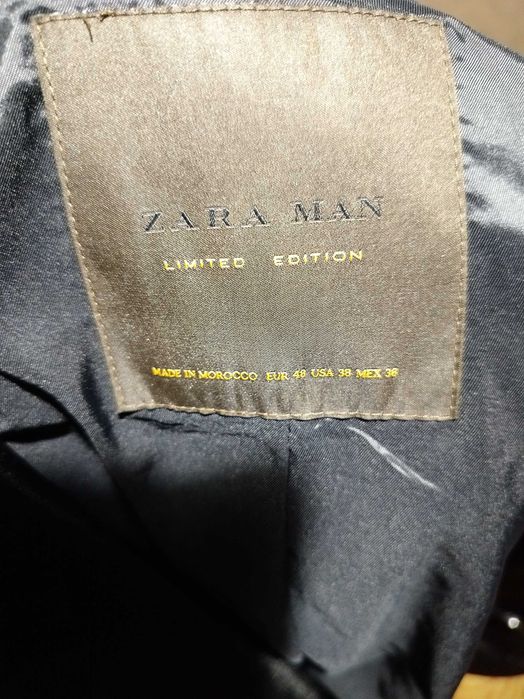 ZARA MAN
LIMITED EDITION
MADE IN MOROCCO EUR 48 USA 38 MEX 38